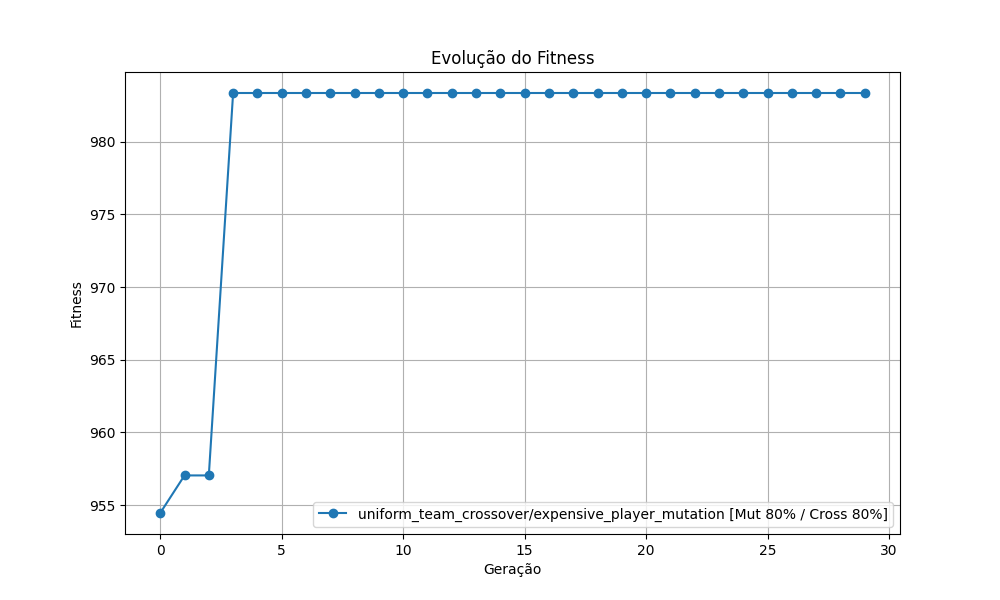 Evolução do Fitness
Fitness
980
975
970
965
960
955
uniform_team_crossover/expensive_player_mutation [Mut 80% / Cross 80%]
0 5 10 15 20 25 30
Geração